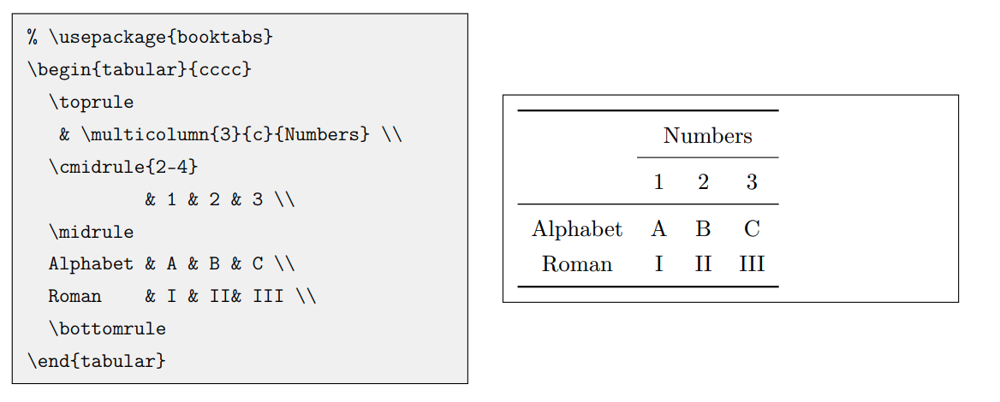 % \usepackage{booktabs}
\begin{tabular}{cccc}
  \toprule
   & \multicolumn{3}{c}{Numbers} \\
  \cmidrule{2-4}
           & 1 & 2 & 3 \\
  \midrule
  Alphabet & A & B & C \\
  Roman    & I & II& III \\
  \bottomrule
\end{tabular}
Numbers
1 2 3
Alphabet A B C
Roman I II III